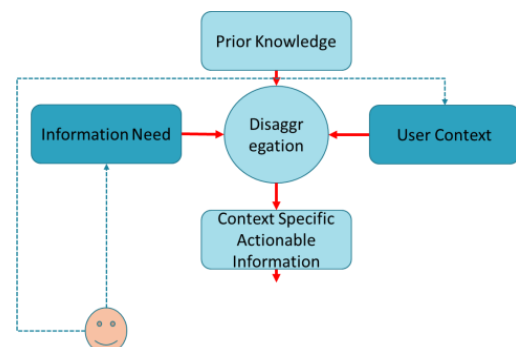 Prior Knowledge
Information Need
Disaggr
egation
User Context
Context Specific
Actionable
Information